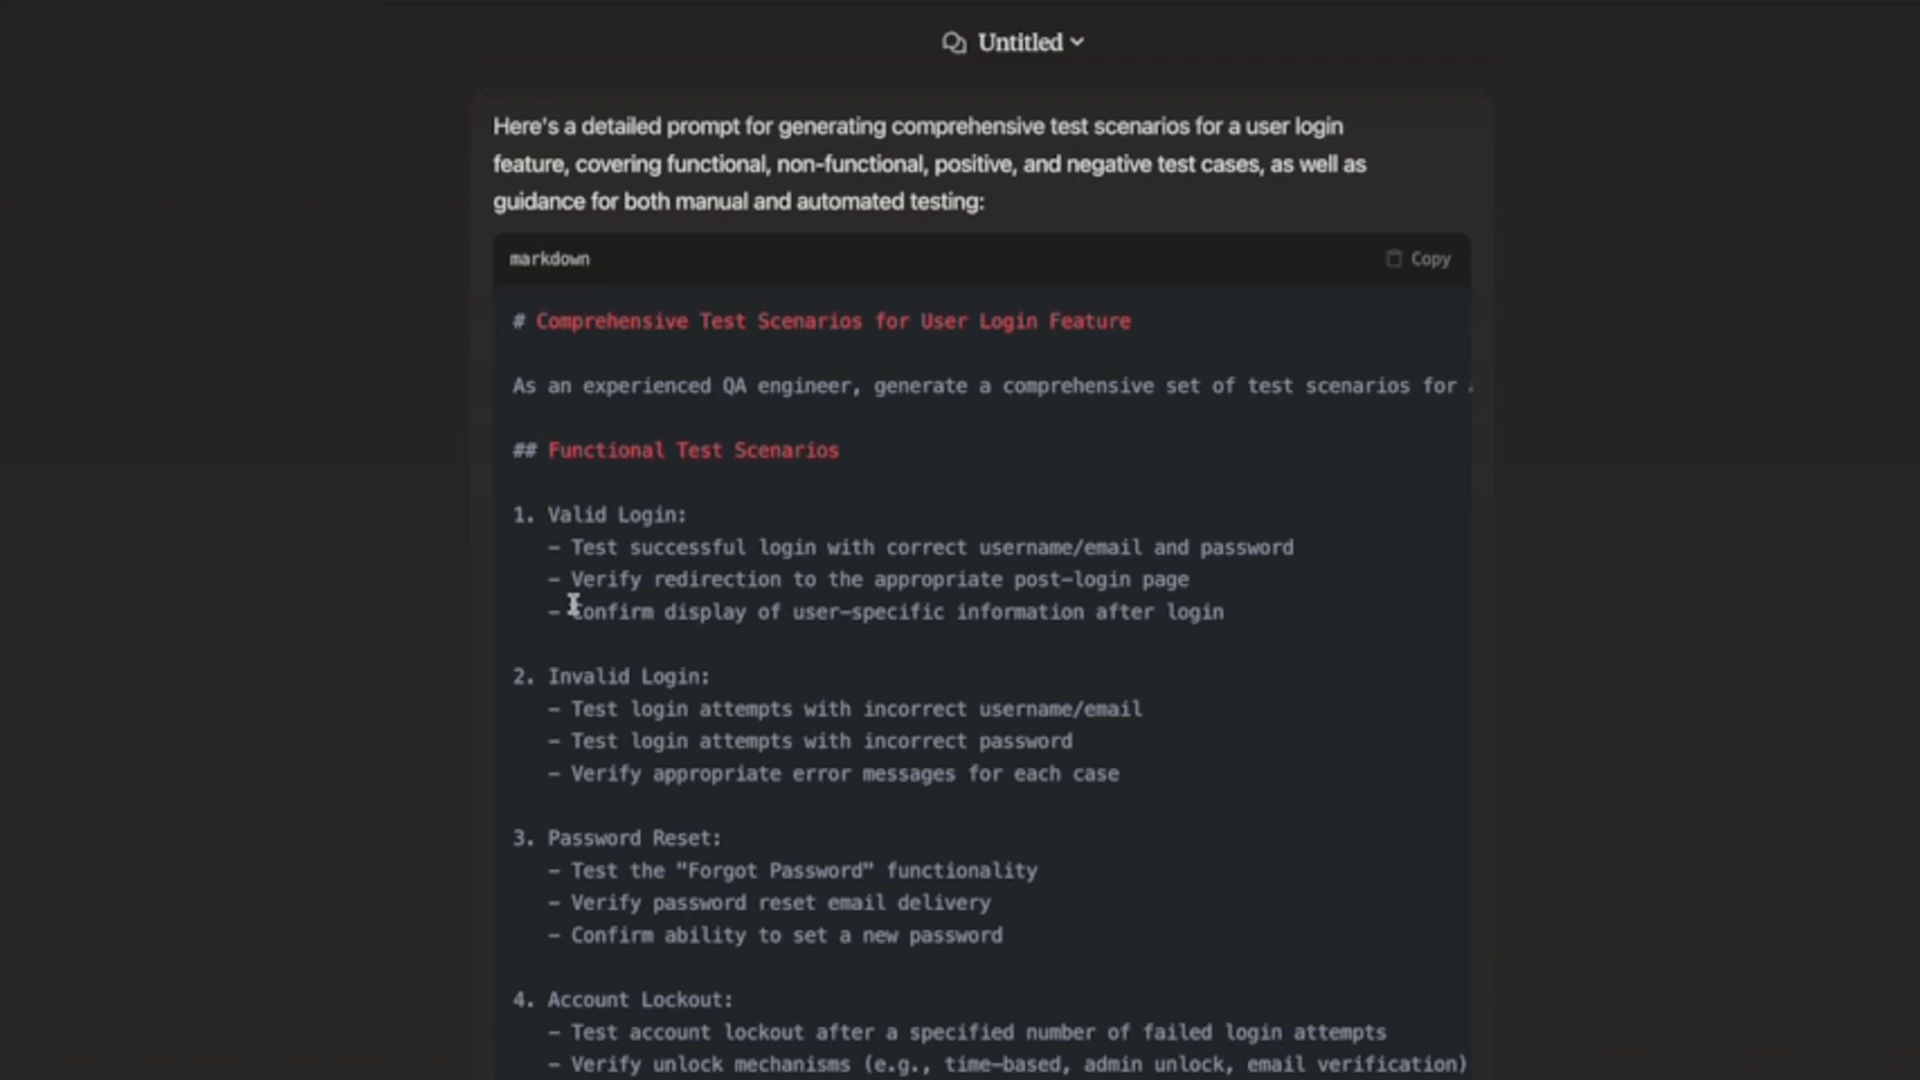 Untitled
Here's a detailed prompt for generating comprehensive test scenarios for a user login
feature, covering functional, non-functional, positive, and negative test cases, as well as
guidance for both manual and automated testing:
markdown
Copy
# Comprehensive Test Scenarios for User Login Feature
As an experienced QA engineer, generate a comprehensive set of test scenarios for
## Functional Test Scenarios
1. Valid Login:
– Test successful login with correct username/email and password
– Verify redirection to the appropriate post-login page
– Confirm display of user-specific information after login
2. Invalid Login:
– Test login attempts with incorrect username/email
– Test login attempts with incorrect password
– Verify appropriate error messages for each case
3. Password Reset:
– Test the "Forgot Password" functionality
– Verify password reset email delivery
– Confirm ability to set a new password
4. Account Lockout:
– Test account lockout after a specified number of failed login attempts
– Verify unlock mechanisms (e.g., time-based, admin unlock, email verification)